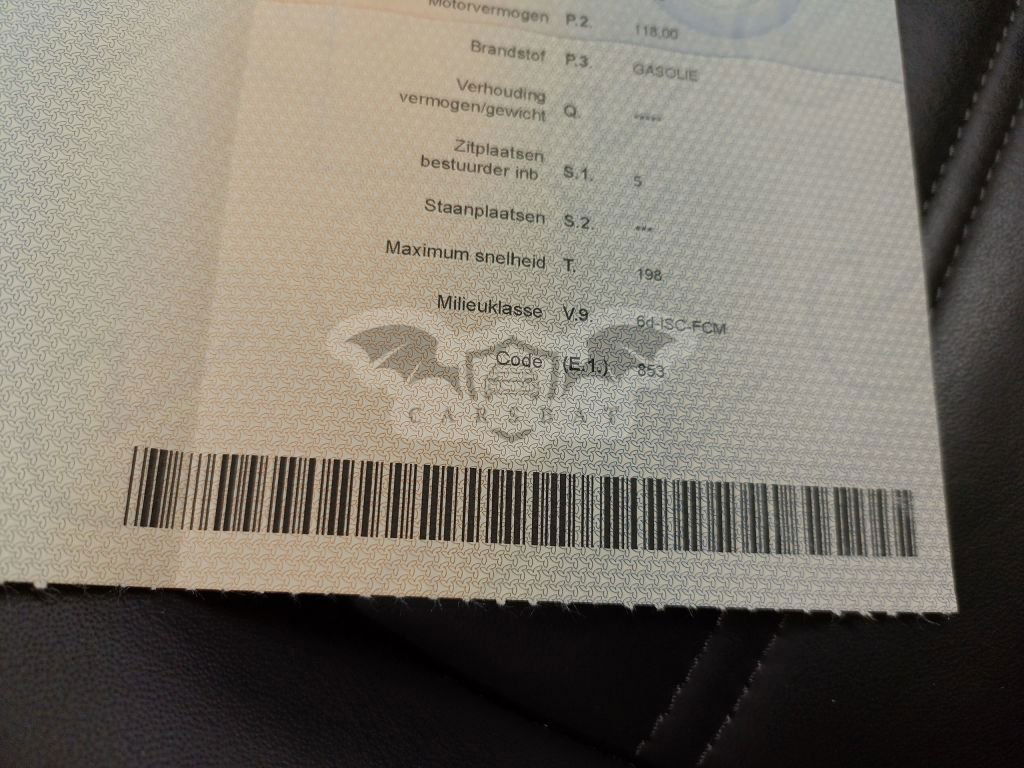 Motorvermogen P.2. 118.00
Brandstof P.3. GASOLIE
Verhouding
vermogen/gewicht Q. *****
Zitplaatsen
bestuurder inb S.1. 5
Staanplaatsen S.2. ***
Maximum snelheid T. 198
Milieuklasse V.9 6d-ISC-FCM
Code (E.1.) 853
CARSBAT